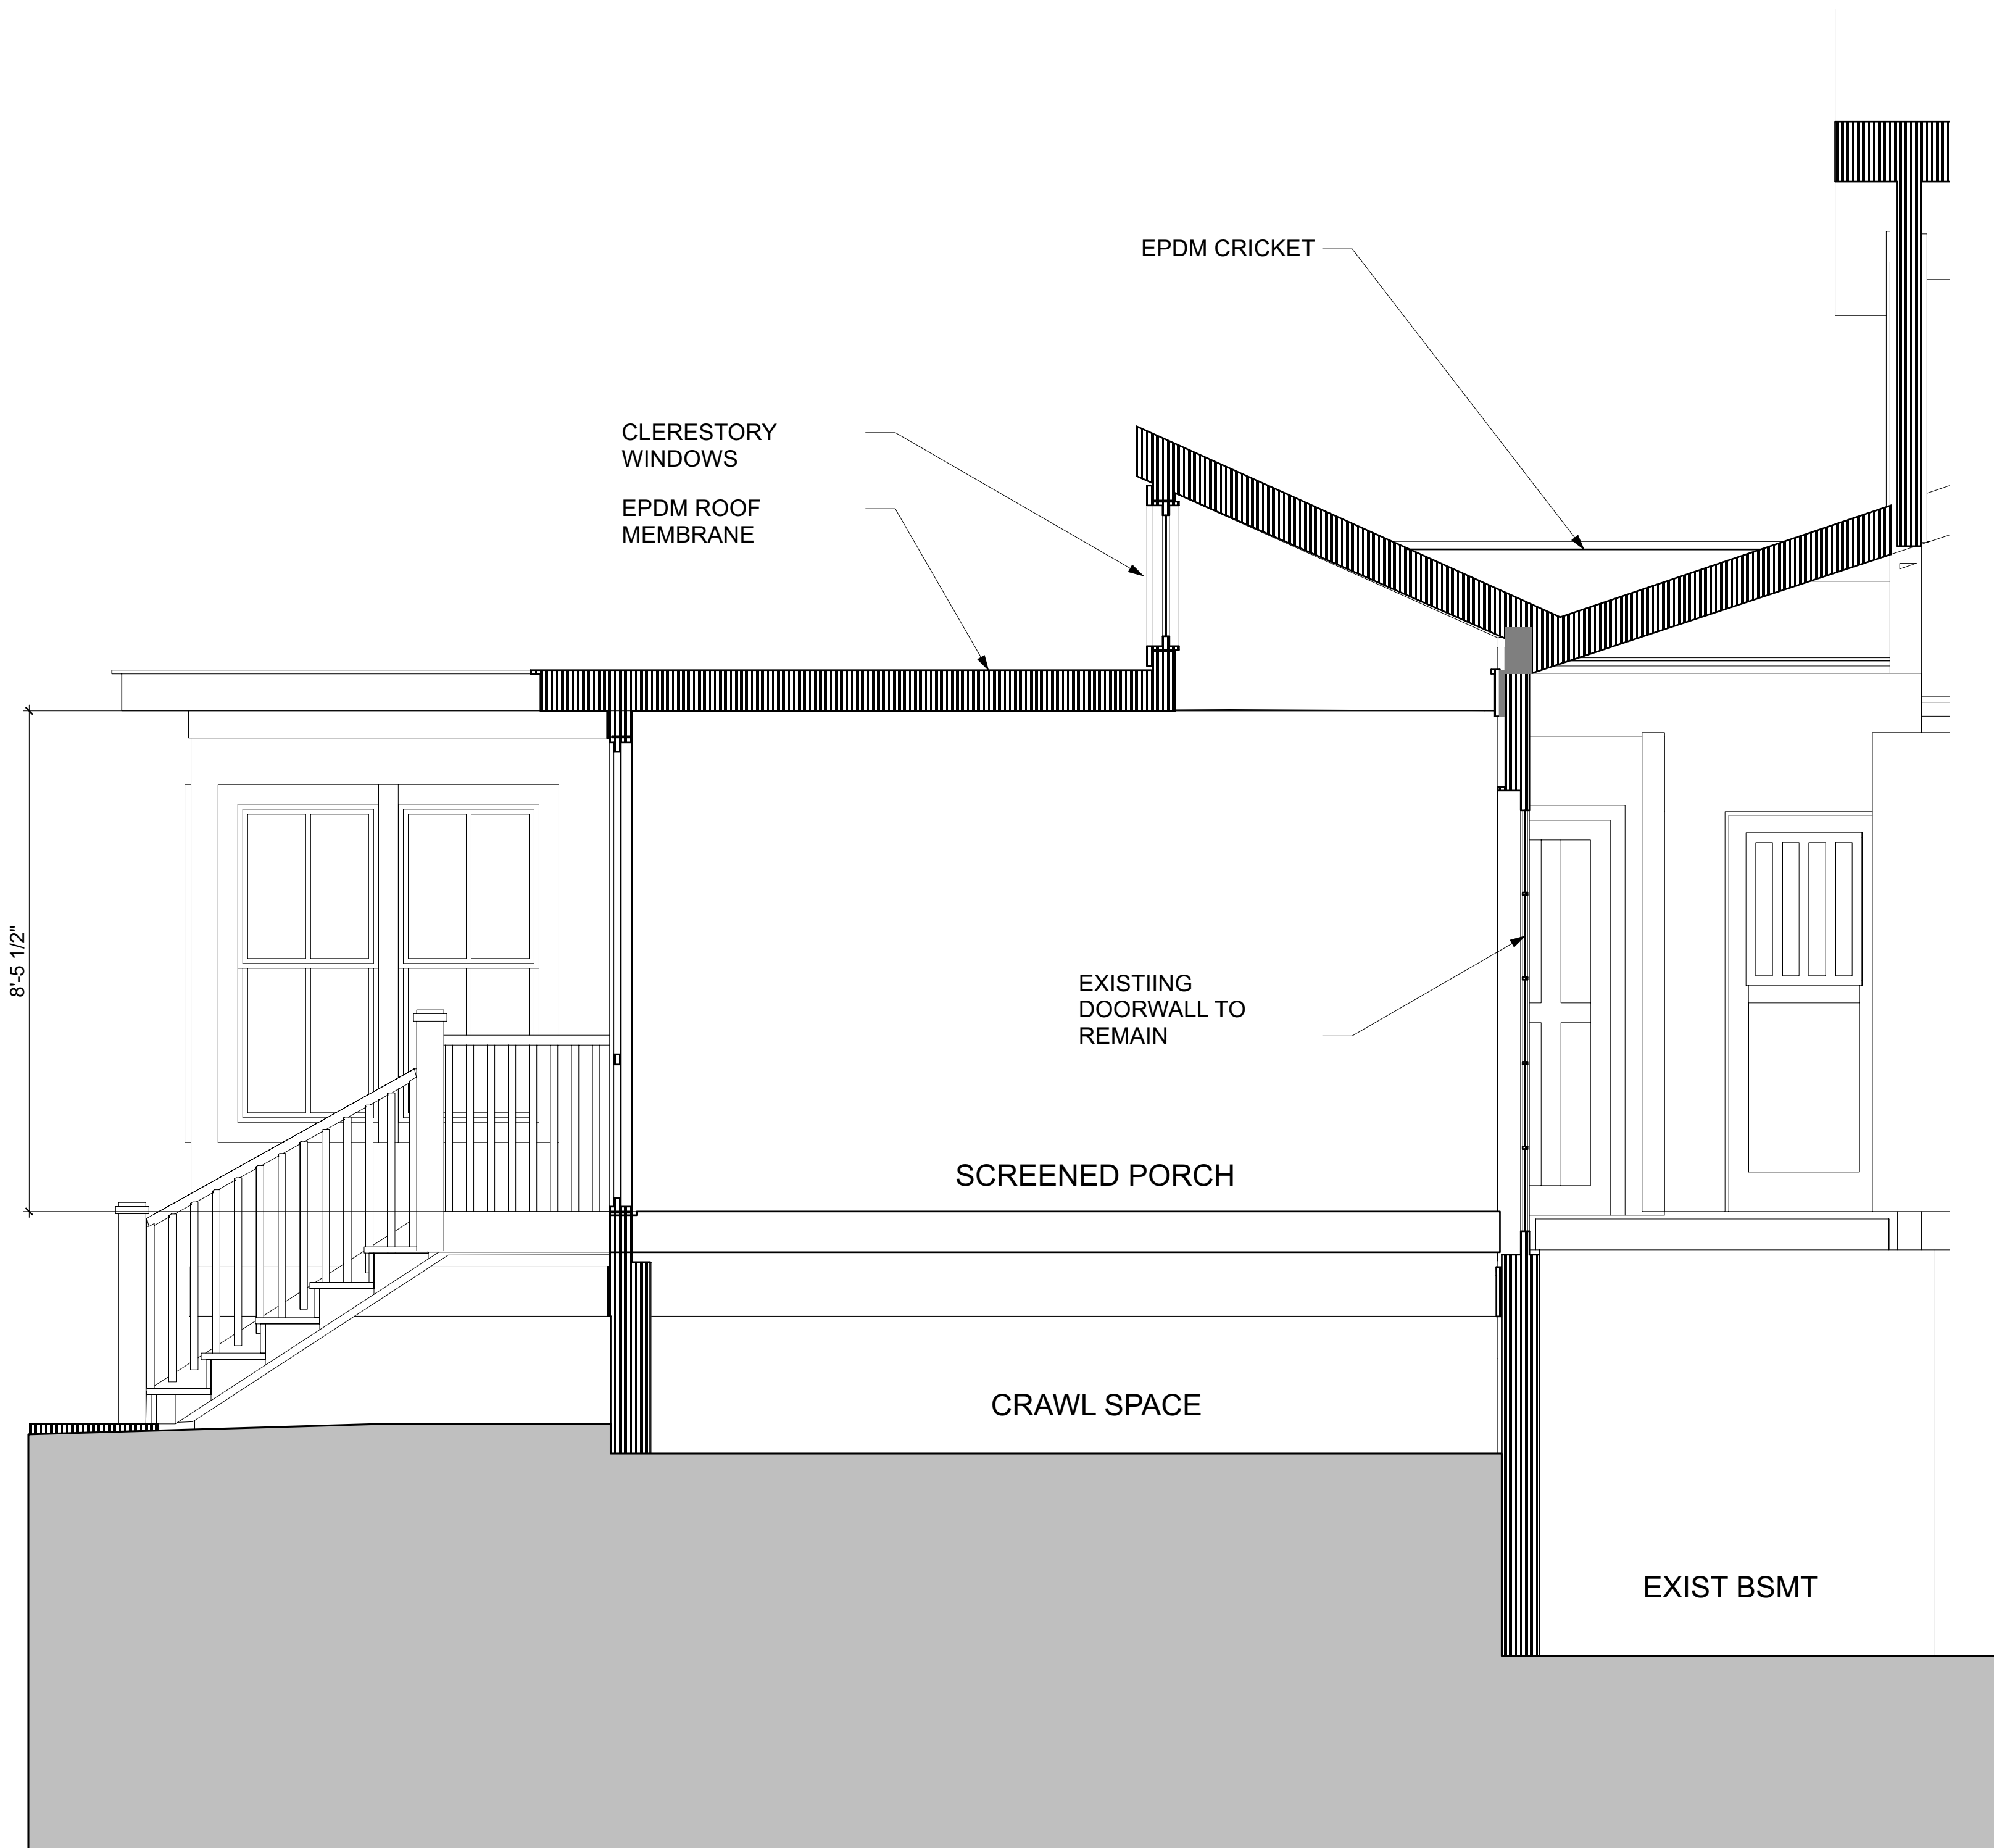 EPDM CRICKET
CLERESTORY
WINDOWS
EPDM ROOF
MEMBRANE
8'-5 1/2"
EXISTIING
DOORWALL TO
REMAIN
SCREENED PORCH
CRAWL SPACE
EXIST BSMT